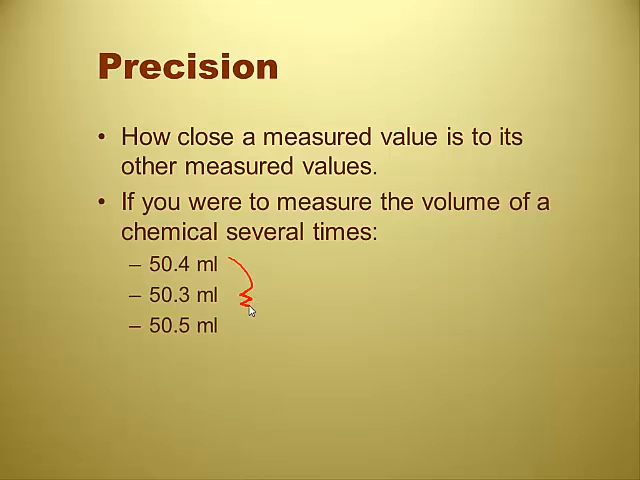 Precision
• How close a measured value is to its
other measured values.
• If you were to measure the volume of a
chemical several times:
– 50.4 ml
– 50.3 ml
– 50.5 ml